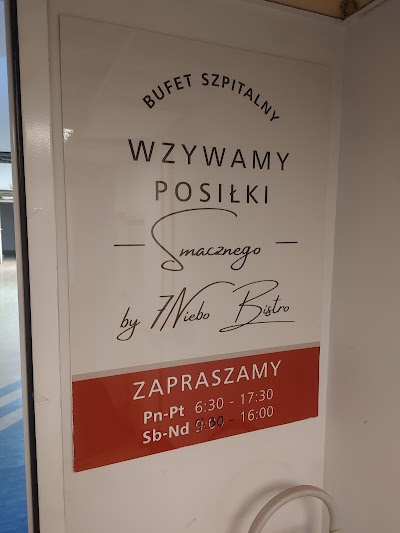 BUFET SZPITALNY
WZYWAMY
POSIŁKI
Smacznego
by 7Niebo Bistro
ZAPRASZAMY
Pn-Pt 6:30 - 17:30
Sb-Nd 9:00 - 16:00